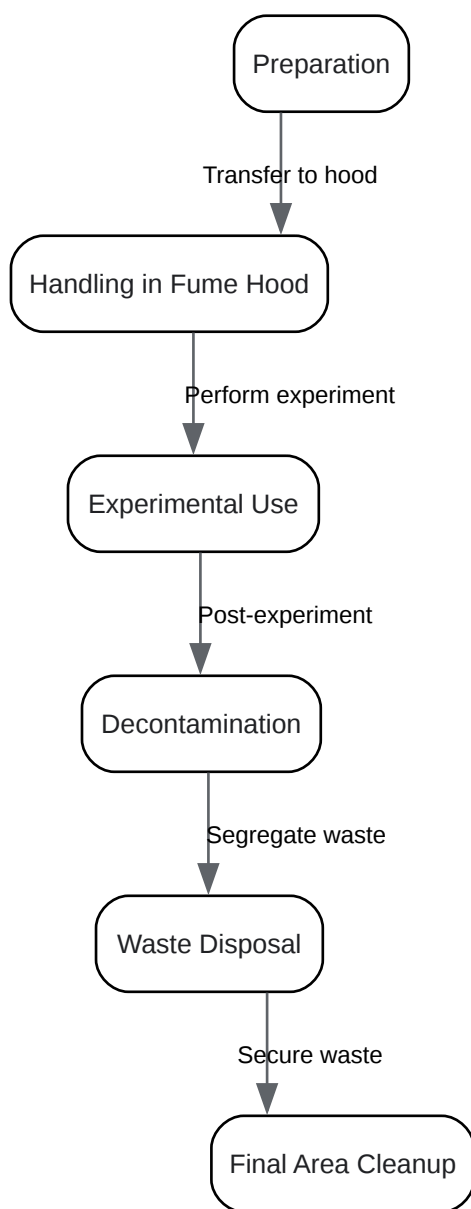 Preparation
Transfer to hood
Handling in Fume Hood
Perform experiment
Experimental Use
Post-experiment
Decontamination
Segregate waste
Waste Disposal
Secure waste
Final Area Cleanup